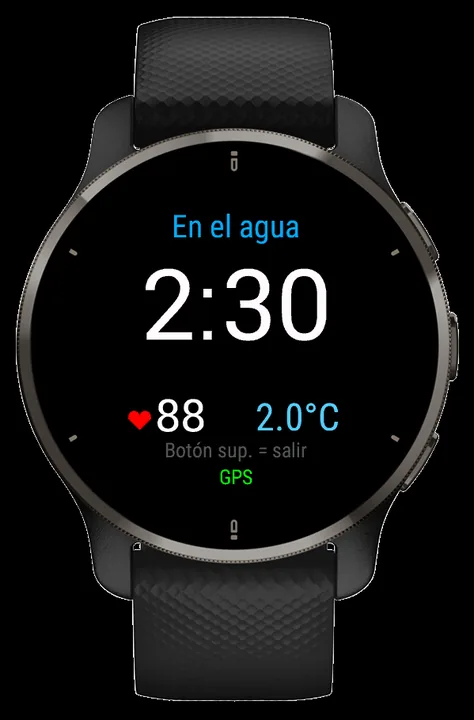 En el agua
2:30
88 2.0°C
Botón sup. = salir
GPS